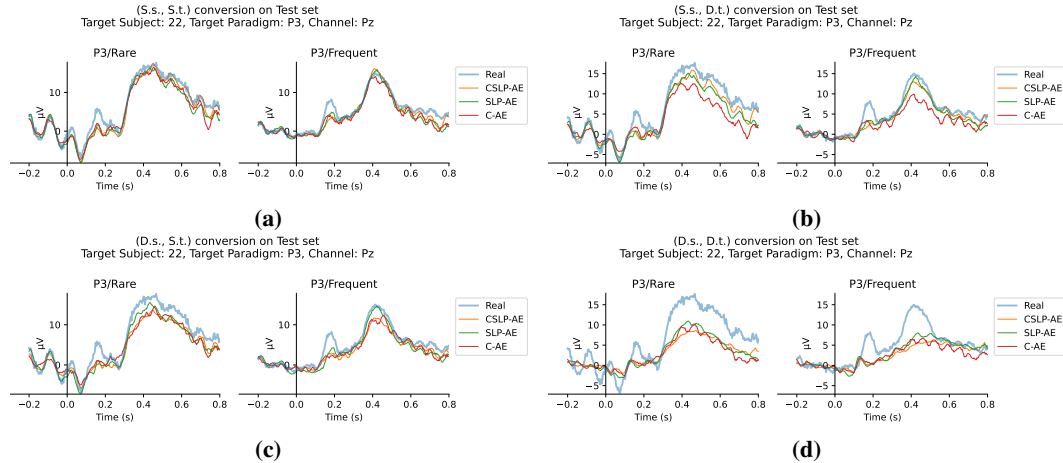 (S.s., S.t.) conversion on Test set
Target Subject: 22, Target Paradigm: P3, Channel: Pz
P3/Rare
P3/Frequent
Real
CSLP-AE
SLP-AE
C-AE
10
0
μV
μV
−0.2 0.0 0.2 0.4 0.6 0.8 −0.2 0.0 0.2 0.4 0.6 0.8
Time (s)
Time (s)
(a)
(S.s., D.t.) conversion on Test set
Target Subject: 22, Target Paradigm: P3, Channel: Pz
P3/Rare
P3/Frequent
Real
CSLP-AE
SLP-AE
C-AE
15
10
5
0
−5
μV
15
10
5
0
−5
μV
−0.2 0.0 0.2 0.4 0.6 0.8 −0.2 0.0 0.2 0.4 0.6 0.8
Time (s)
Time (s)
(b)
(D.s., S.t.) conversion on Test set
Target Subject: 22, Target Paradigm: P3, Channel: Pz
P3/Rare
P3/Frequent
Real
CSLP-AE
SLP-AE
C-AE
10
0
μV
10
0
μV
−0.2 0.0 0.2 0.4 0.6 0.8 −0.2 0.0 0.2 0.4 0.6 0.8
Time (s)
Time (s)
(c)
(D.s., D.t.) conversion on Test set
Target Subject: 22, Target Paradigm: P3, Channel: Pz
P3/Rare
P3/Frequent
Real
CSLP-AE
SLP-AE
C-AE
15
10
5
0
−5
μV
15
10
5
0
−5
μV
−0.2 0.0 0.2 0.4 0.6 0.8 −0.2 0.0 0.2 0.4 0.6 0.8
Time (s)
Time (s)
(d)